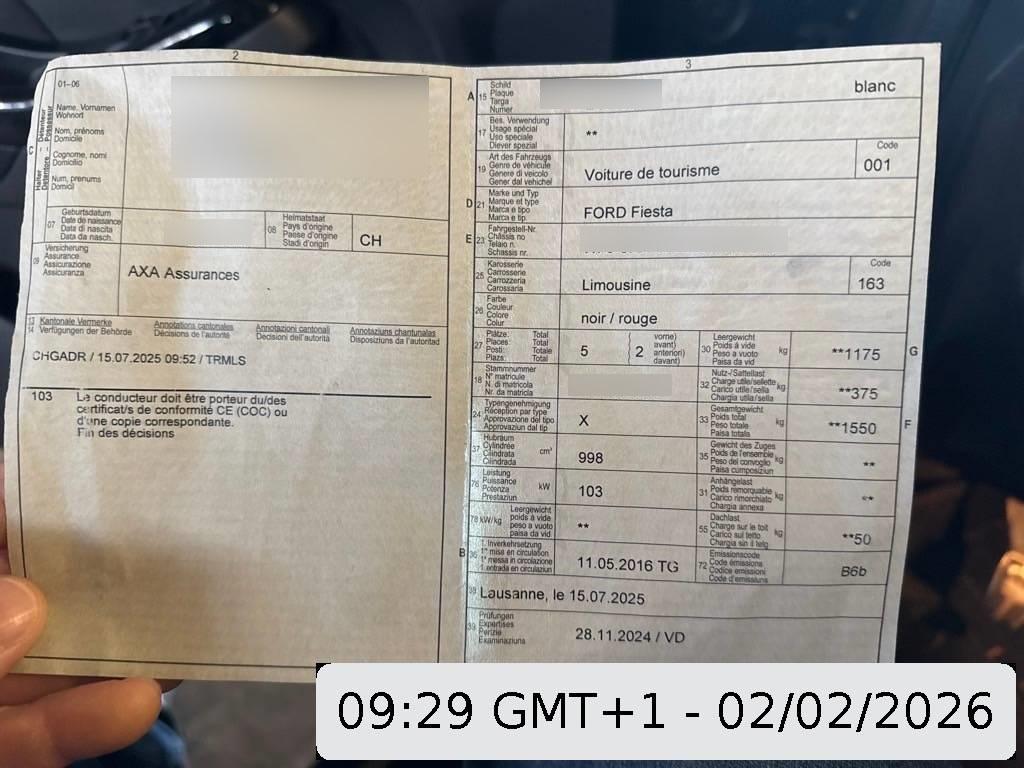 2
01–06
Name, Vornamen
Wohnort
Nom, prénoms
Domicile
Cognome, nomi
Domicilio
Num, prenums
Domicil
C
Halter
Détenteur
Detentore
Possessur
07
Geburtsdatum
Date de naissance
Data di nascita
Data da nasch.
08
Heimatstaat
Pays d'origine
Paese d'origine
Stadi d'origin
CH
09
Versicherung
Assurance
Assicurazione
Assicuranza
AXA Assurances
13
14
Kantonale Vermerke
Verfügungen der Behörde
Annotations cantonales
Décisions de l'autorité
Annotazioni cantonali
Decisioni dell'autorità
Annotaziuns chantunalas
Disposiziuns da l'autoritad
CHGADR / 15.07.2025 09:52 / TRMLS
103 Le conducteur doit être porteur du/des
certificat/s de conformité CE (COC) ou
d'une copie correspondante.
Fin des décisions
3
A 15
Schild
Plaque
Targa
Numer
blanc
17
Bes. Verwendung
Usage spécial
Uso speciale
Diever spezial
**
19
Art des Fahrzeugs
Genre de véhicule
Genere di veicolo
Gener dal vehichel
Voiture de tourisme
Code
001
D 21
Marke und Typ
Marque et type
Marca e tipo
Marca e tip
FORD Fiesta
E 23
Fahrgestell-Nr.
Châssis no
Telaio n.
Schassis nr.
25
Karosserie
Carrosserie
Carrozzeria
Carossaria
Limousine
Code
163
26
Farbe
Couleur
Colore
Colur
noir / rouge
27
Plätze: Total
Places: Total
Posti: Totale
Plazs: Total
5
2
vorne)
avant)
anteriori)
davant)
30
Leergewicht
Poids à vide
Peso a vuoto
Paisa da vid
kg
**1175
G
18
Stammnummer
N° matricule
N. di matricola
Nr. da matricla
32
Nutz-/Sattellast
Charge utile/sellette
Carico utile/sella
Chargia utila/sella
kg
**375
24
Typengenehmigung
Réception par type
Approvazione del tipo
Approvaziun dal tip
X
33
Gesamtgewicht
Poids total
Peso totale
Paisa totala
kg
**1550
F
37
Hubraum
Cylindrée
Cilindrata
Cilindrada
cm³
998
35
Gewicht des Zuges
Poids de l'ensemble
Peso del convoglio
Paisa cumposiziun
kg
**
76
Leistung
Puissance
Potenza
Prestaziun
kW
103
31
Anhängelast
Poids remorquable
Carico rimorchiato
Chargia annexa
kg
**
78 kW/kg
Leergewicht
poids à vide
peso a vuoto
paisa da vid
**
55
Dachlast
Charge sur le toit
Carico sul tetto
Chargia sin il tetg
kg
**50
B 36
1. Inverkehrsetzung
1re mise en circulation
1a messa in circolazione
1. entrada en circulaziun
11.05.2016 TG
72
Emissionscode
Code émissions
Codice emissioni
Code d'emissiuns
B6b
38
Lausanne, le 15.07.2025
39
Prüfungen
Expertises
Perizie
Examinaziuns
28.11.2024 / VD
09:29 GMT+1 - 02/02/2026